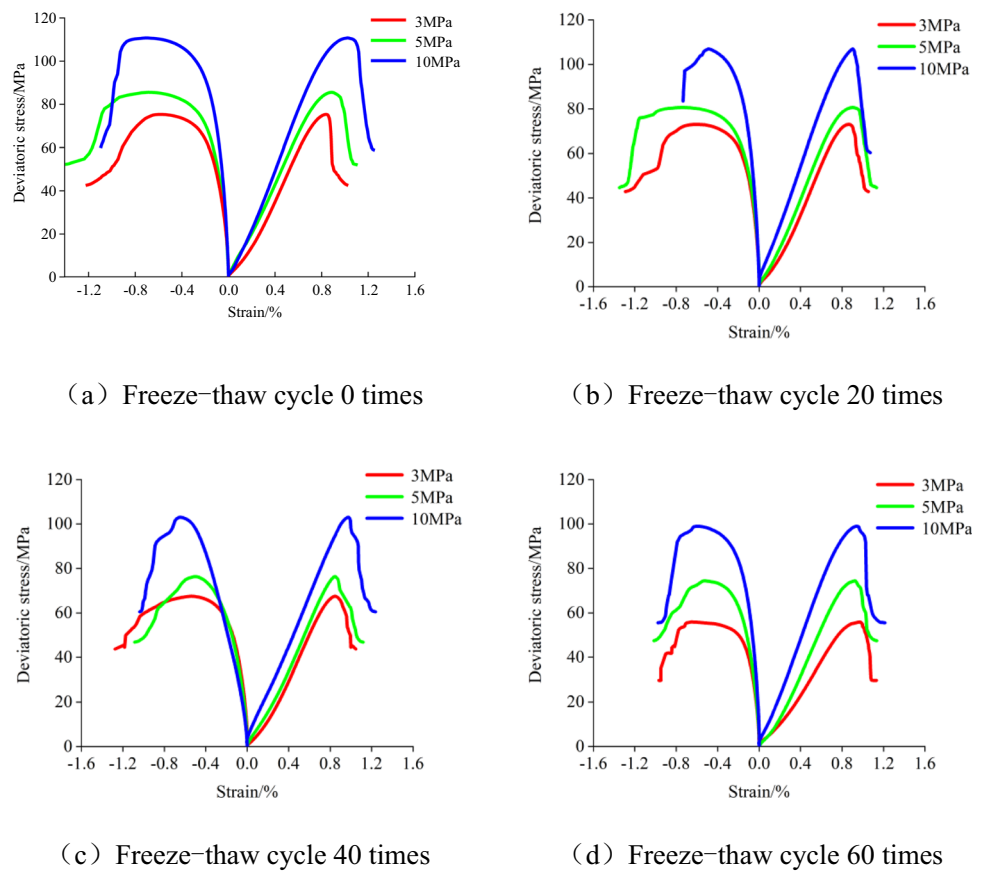 120
100
80
60
40
20
0
-1.2 -0.8 -0.4 0.0 0.4 0.8 1.2 1.6
Strain/%
Deviatoric stress/MPa
3MPa
5MPa
10MPa
(a)Freeze-thaw cycle 0 times
120
100
80
60
40
20
0
-1.6 -1.2 -0.8 -0.4 0.0 0.4 0.8 1.2 1.6
Strain/%
Deviatoric stress/MPa
3MPa
5MPa
10MPa
(b)Freeze-thaw cycle 20 times
120
100
80
60
40
20
0
-1.6 -1.2 -0.8 -0.4 0.0 0.4 0.8 1.2 1.6
Strain/%
Deviatoric stress/MPa
3MPa
5MPa
10MPa
(c)Freeze-thaw cycle 40 times
120
100
80
60
40
20
0
-1.6 -1.2 -0.8 -0.4 0.0 0.4 0.8 1.2 1.6
Strain/%
Deviatoric stress/MPa
3MPa
5MPa
10MPa
(d)Freeze-thaw cycle 60 times